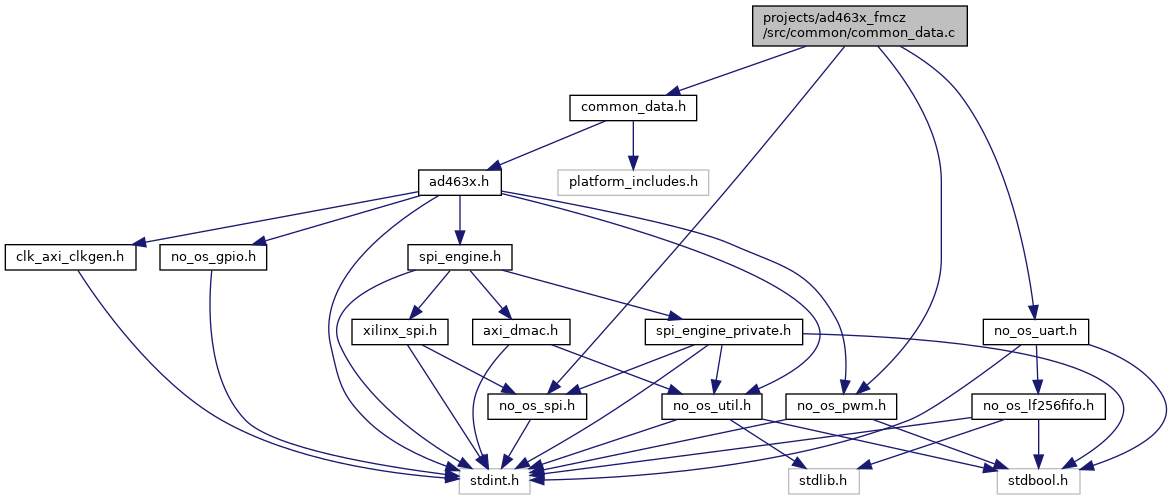 projects/ad463x_fmcz
/src/common/common_data.c
common_data.h
ad463x.h
platform_includes.h
clk_axi_clkgen.h
no_os_gpio.h
spi_engine.h
xilinx_spi.h
axi_dmac.h
spi_engine_private.h
no_os_uart.h
no_os_spi.h
no_os_util.h
no_os_pwm.h
no_os_lf256fifo.h
stdint.h
stdlib.h
stdbool.h